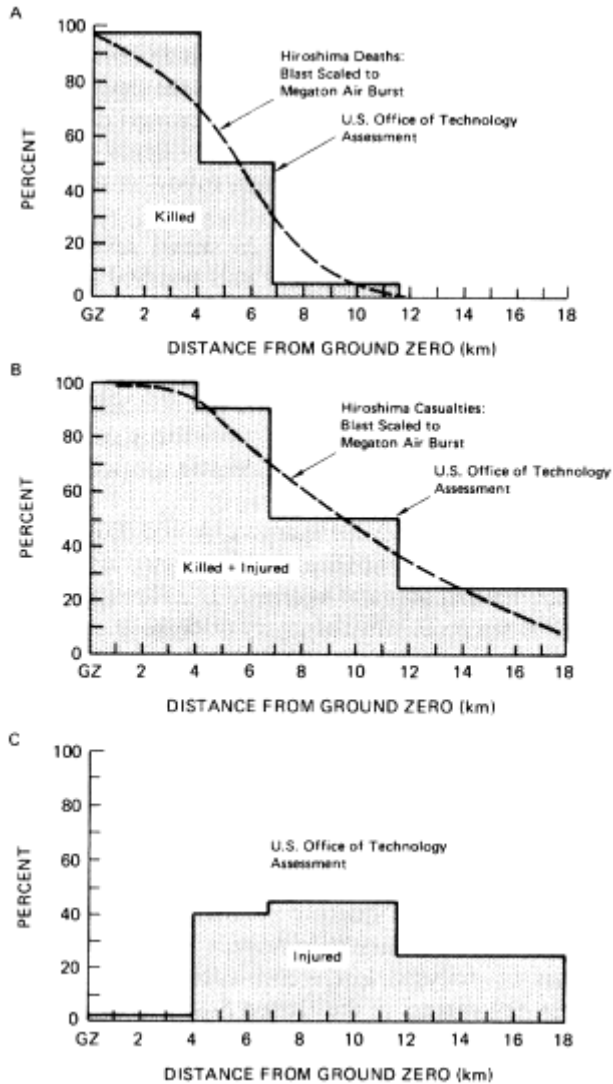 A
100
80
60
40
20
0
PERCENT
Hiroshima Deaths:
Blast Scaled to
Megaton Air Burst
U.S. Office of Technology
Assessment
Killed
GZ 2 4 6 8 10 12 14 16 18
DISTANCE FROM GROUND ZERO (km)
B
100
80
60
40
20
0
PERCENT
Hiroshima Casualties:
Blast Scaled to
Megaton Air Burst
U.S. Office of Technology
Assessment
Killed + Injured
GZ 2 4 6 8 10 12 14 16 18
DISTANCE FROM GROUND ZERO (km)
C
100
80
60
40
20
0
PERCENT
U.S. Office of Technology
Assessment
Injured
GZ 2 4 6 8 10 12 14 16 18
DISTANCE FROM GROUND ZERO (km)